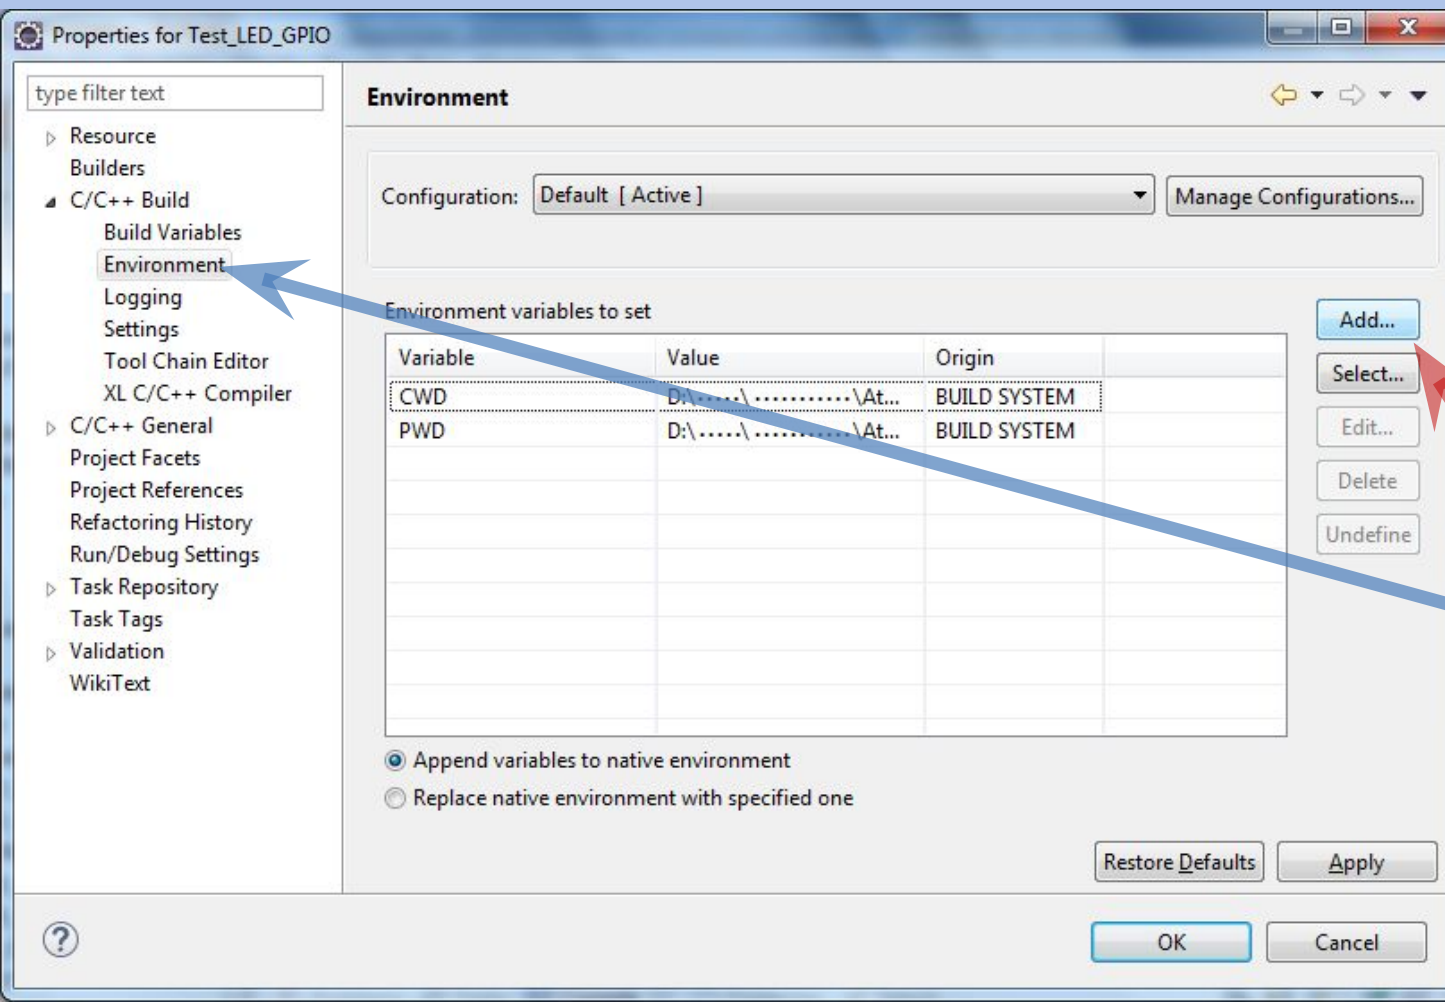 Properties for Test_LED_GPIO
type filter text
Resource
Builders
C/C++ Build
Build Variables
Environment
Logging
Settings
Tool Chain Editor
XL C/C++ Compiler
C/C++ General
Project Facets
Project References
Refactoring History
Run/Debug Settings
Task Repository
Task Tags
Validation
WikiText
Environment
Configuration: Default [ Active ] Manage Configurations...
Environment variables to set
Variable Value Origin
CWD D:\·····\ ···········\At... BUILD SYSTEM
PWD D:\·····\ ···········\At... BUILD SYSTEM
Add...
Select...
Edit...
Delete
Undefine
Append variables to native environment
Replace native environment with specified one
Restore Defaults Apply
OK Cancel